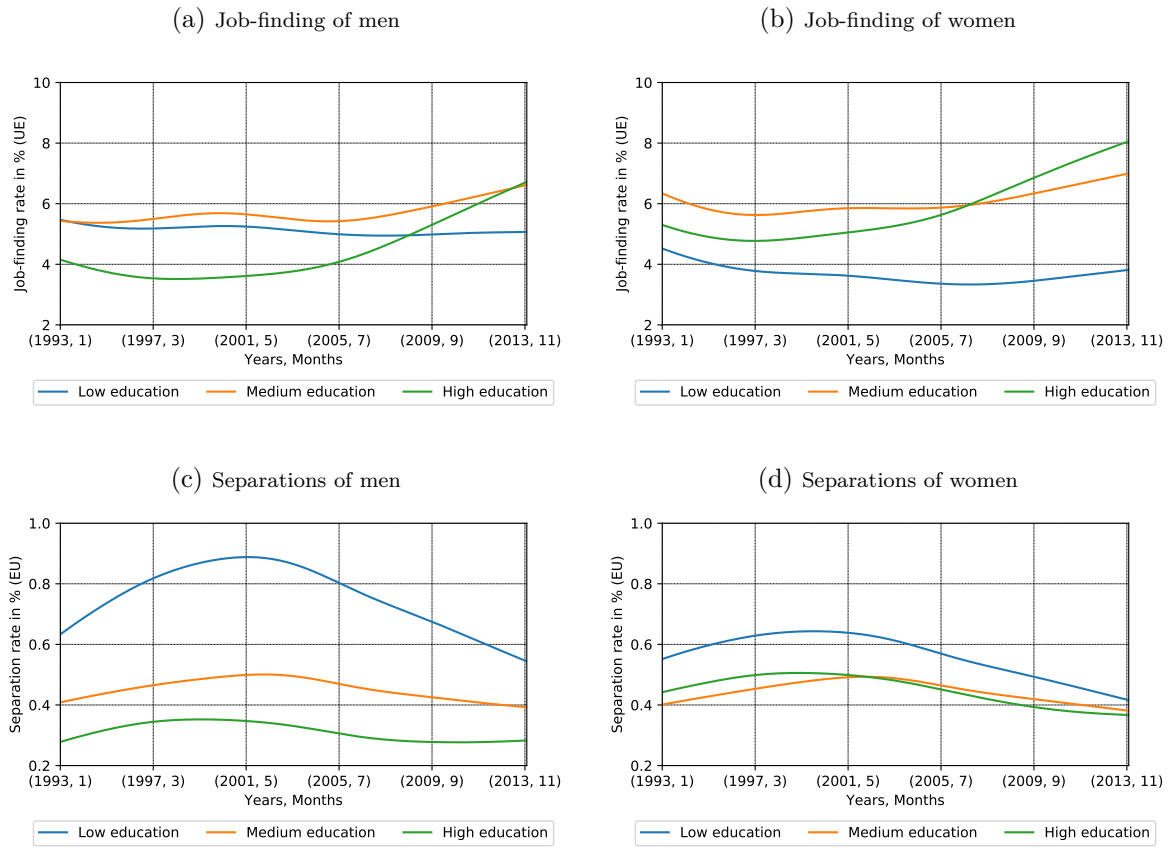 (a) Job-finding of men
Job-finding rate in % (UE)
10
8
6
4
2
(1993, 1) (1997, 3) (2001, 5) (2005, 7) (2009, 9) (2013, 11)
Years, Months
Low education Medium education High education
(b) Job-finding of women
Job-finding rate in % (UE)
10
8
6
4
2
(1993, 1) (1997, 3) (2001, 5) (2005, 7) (2009, 9) (2013, 11)
Years, Months
Low education Medium education High education
(c) Separations of men
Separation rate in % (EU)
1.0
0.8
0.6
0.4
0.2
(1993, 1) (1997, 3) (2001, 5) (2005, 7) (2009, 9) (2013, 11)
Years, Months
Low education Medium education High education
(d) Separations of women
Separation rate in % (EU)
1.0
0.8
0.6
0.4
0.2
(1993, 1) (1997, 3) (2001, 5) (2005, 7) (2009, 9) (2013, 11)
Years, Months
Low education Medium education High education